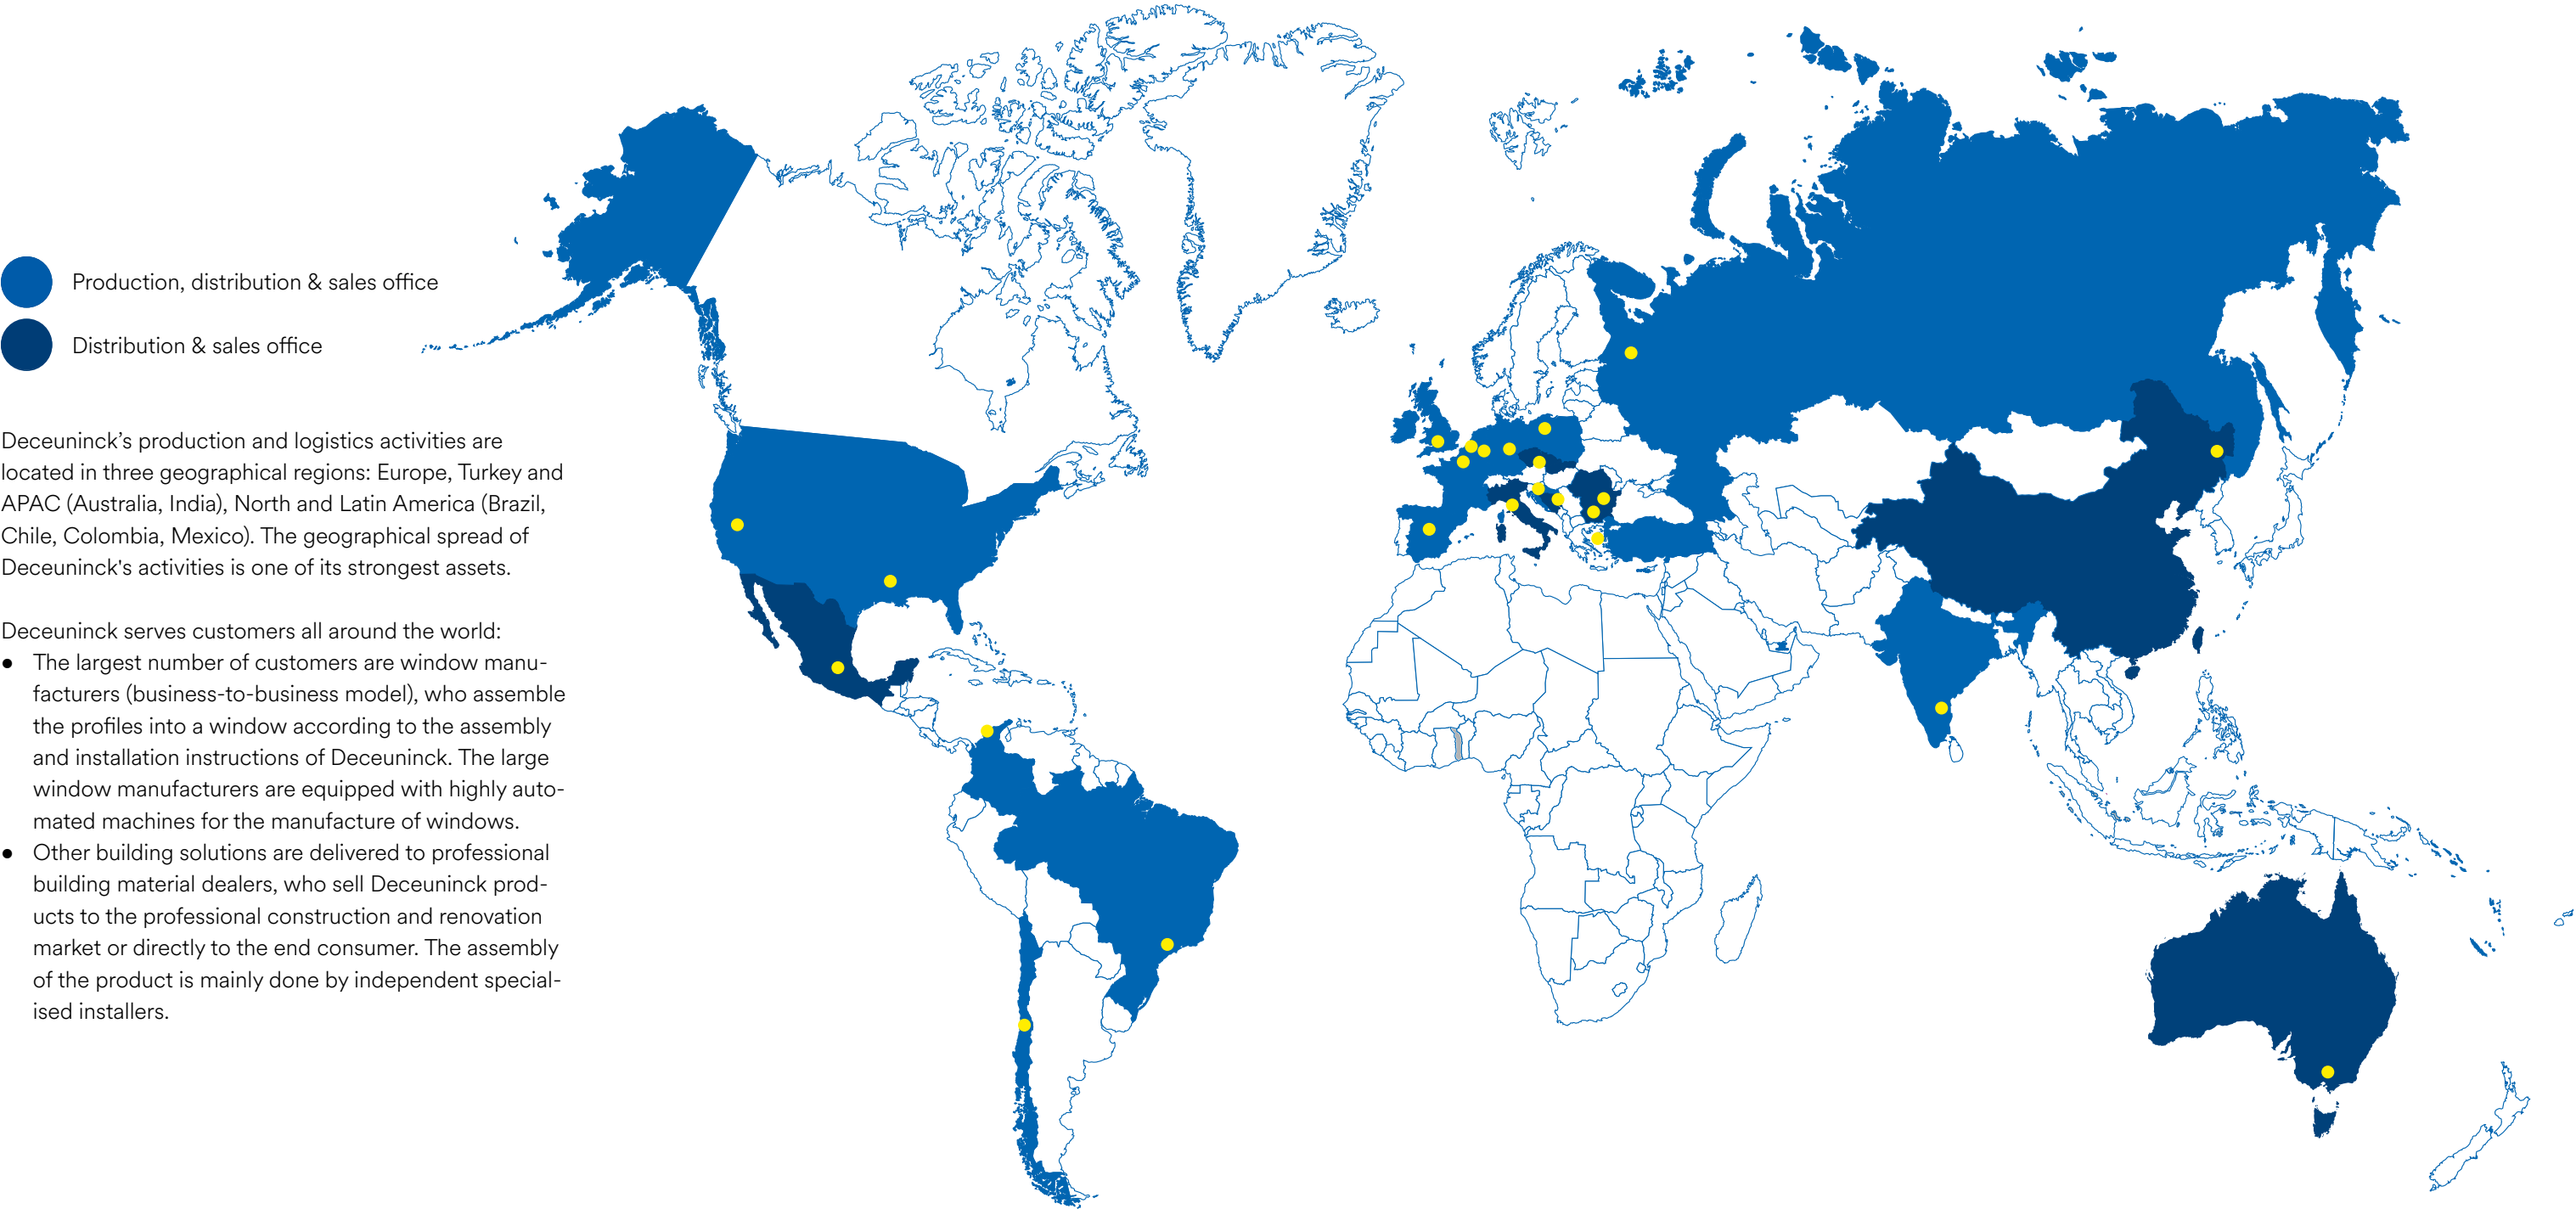 Production, distribution & sales office
Distribution & sales office
Deceuninck’s production and logistics activities are
located in three geographical regions: Europe, Turkey and
APAC (Australia, India), North and Latin America (Brazil,
Chile, Colombia, Mexico). The geographical spread of
Deceuninck's activities is one of its strongest assets.
Deceuninck serves customers all around the world:
● The largest number of customers are window manu-
facturers (business-to-business model), who assemble
the profiles into a window according to the assembly
and installation instructions of Deceuninck. The large
window manufacturers are equipped with highly auto-
mated machines for the manufacture of windows.
● Other building solutions are delivered to professional
building material dealers, who sell Deceuninck prod-
ucts to the professional construction and renovation
market or directly to the end consumer. The assembly
of the product is mainly done by independent special-
ised installers.